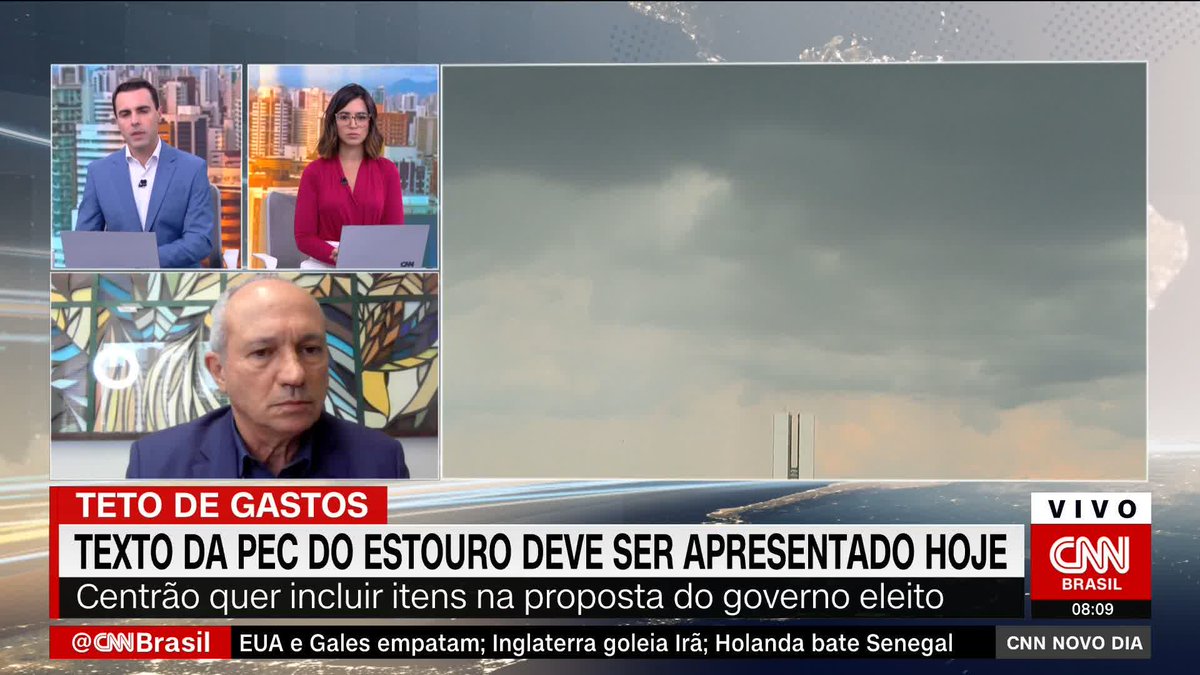 CNN
TETO DE GASTOS
TEXTO DA PEC DO ESTOURO DEVE SER APRESENTADO HOJE
Centrão quer incluir itens na proposta do governo eleito
VIVO
CNN
BRASIL
08:09
@CNNBrasil
EUA e Gales empatam; Inglaterra goleia Irã; Holanda bate Senegal
CNN NOVO DIA